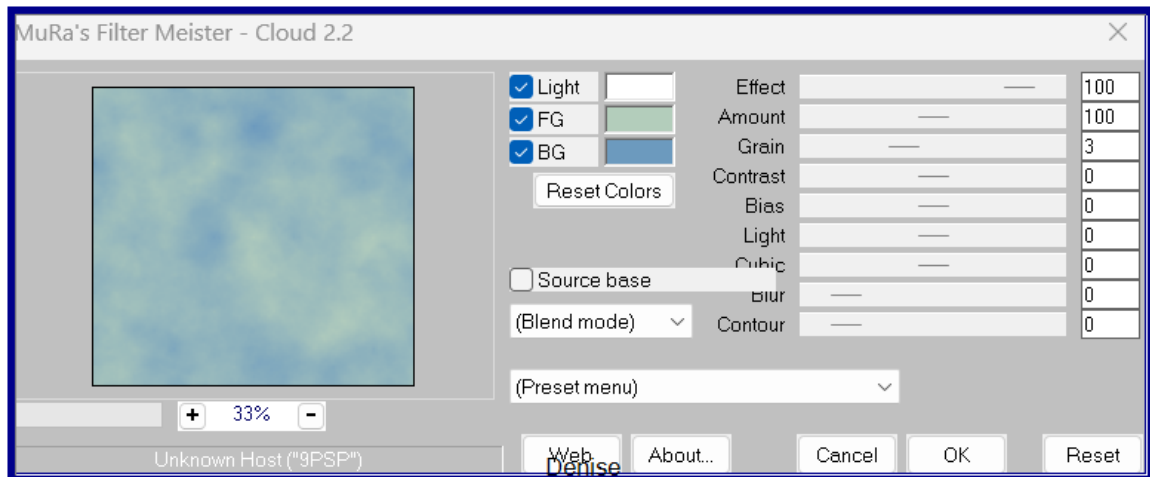 MuRa's Filter Meister - Cloud 2.2
Light
FG
BG
Reset Colors
Effect 100
Amount 100
Grain 3
Contrast 0
Bias 0
Light 0
Cubic 0
Blur 0
Contour 0
Source base
(Blend mode)
(Preset menu)
+ 33% -
Unknown Host ("9PSP")
Web
About...
Cancel
OK
Reset
Denise